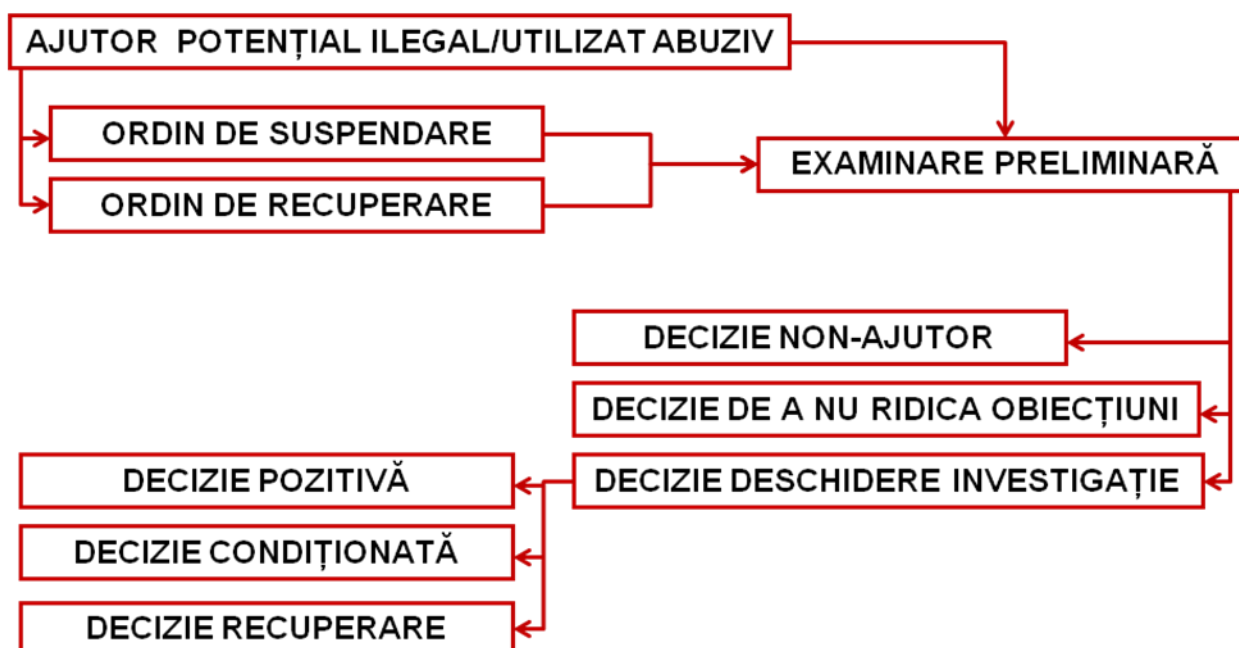 AJUTOR POTENȚIAL ILEGAL/UTILIZAT ABUZIV
ORDIN DE SUSPENDARE
ORDIN DE RECUPERARE
EXAMINARE PRELIMINARĂ
DECIZIE NON-AJUTOR
DECIZIE DE A NU RIDICA OBIECȚIUNI
DECIZIE DESCHIDERE INVESTIGAȚIE
DECIZIE POZITIVĂ
DECIZIE CONDIȚIONATĂ
DECIZIE RECUPERARE